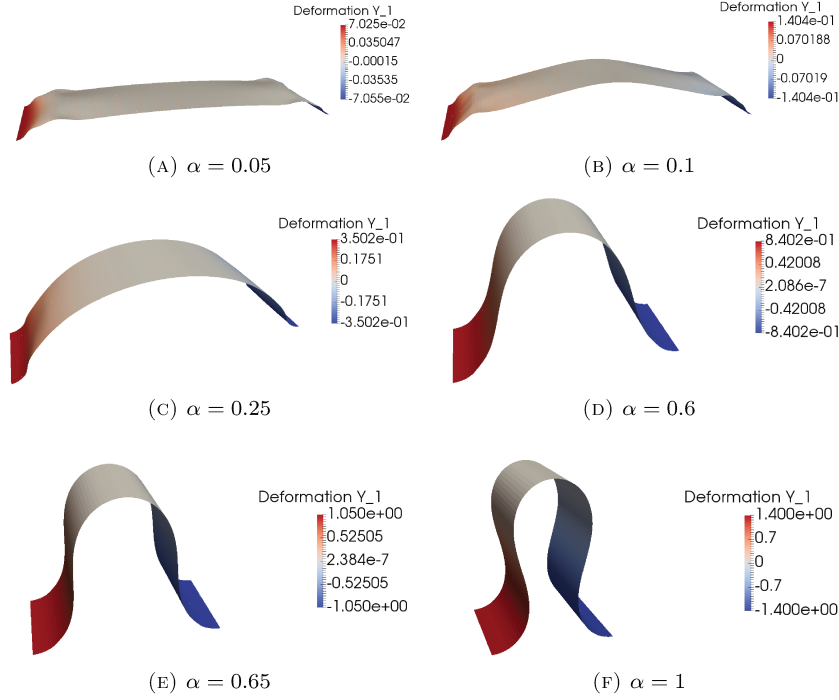 Deformation Y_1
7.025e-02
0.035047
-0.00015
-0.03535
-7.055e-02
(A) α = 0.05
Deformation Y_1
1.404e-01
0.070188
0
-0.07019
-1.404e-01
(B) α = 0.1
Deformation Y_1
3.502e-01
0.1751
0
-0.1751
-3.502e-01
(C) α = 0.25
Deformation Y_1
8.402e-01
0.42008
2.086e-7
-0.42008
-8.402e-01
(D) α = 0.6
Deformation Y_1
1.050e+00
0.52505
2.384e-7
-0.52505
-1.050e+00
(E) α = 0.65
Deformation Y_1
1.400e+00
0.7
0
-0.7
-1.400e+00
(F) α = 1